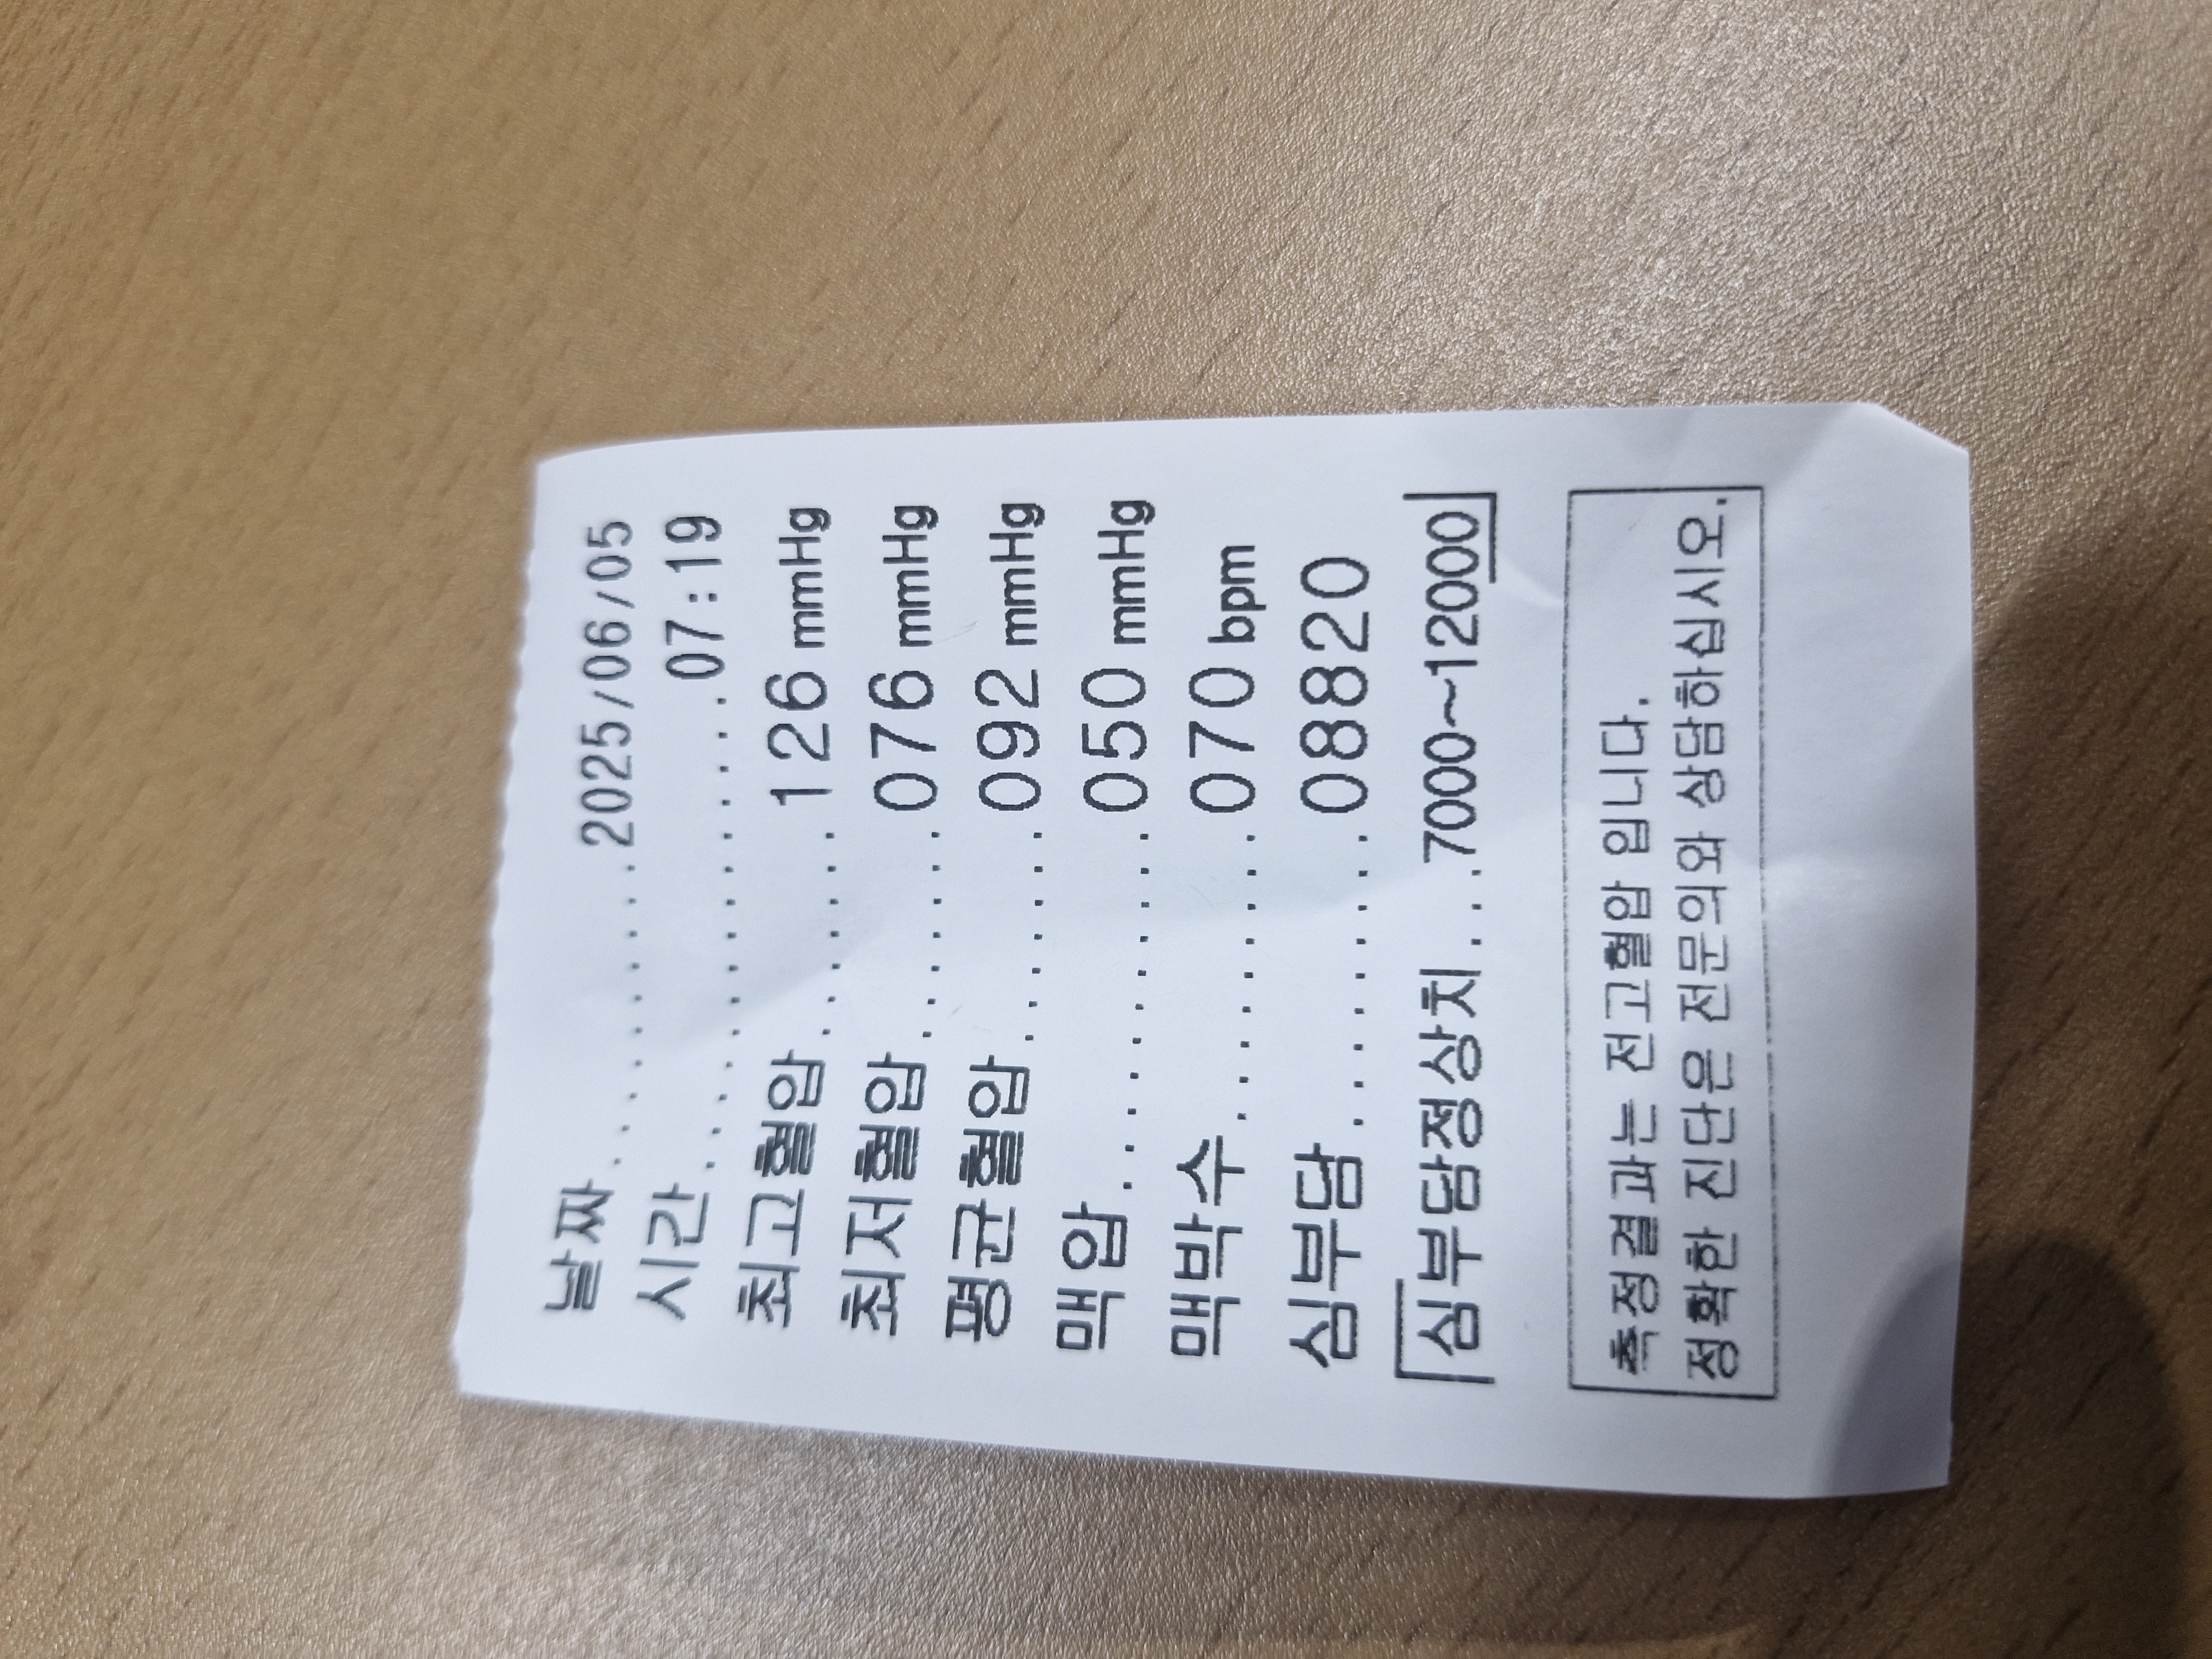 날짜..............2025/06/05
시간.................07:19
최고혈압.......126 mmHg
최저혈압.......076 mmHg
평균혈압.......092 mmHg
맥압............050 mmHg
맥박수..........070 bpm
심부담..........08820
심부담정상치...7000~12000
측정결과는 전고혈압 입니다.
정확한 진단은 전문의와 상담하십시오.